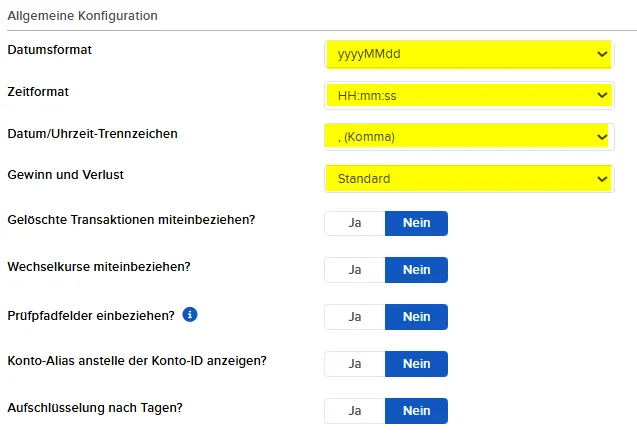 Allgemeine Konfiguration
Datumsformat yyyyMMdd
Zeitformat HH:mm:ss
Datum/Uhrzeit-Trennzeichen , (Komma)
Gewinn und Verlust Standard
Gelöschte Transaktionen miteinbeziehen? Ja Nein
Wechselkurse miteinbeziehen? Ja Nein
Prüfpfadfelder einbeziehen? i Ja Nein
Konto-Alias anstelle der Konto-ID anzeigen? Ja Nein
Aufschlüsselung nach Tagen? Ja Nein